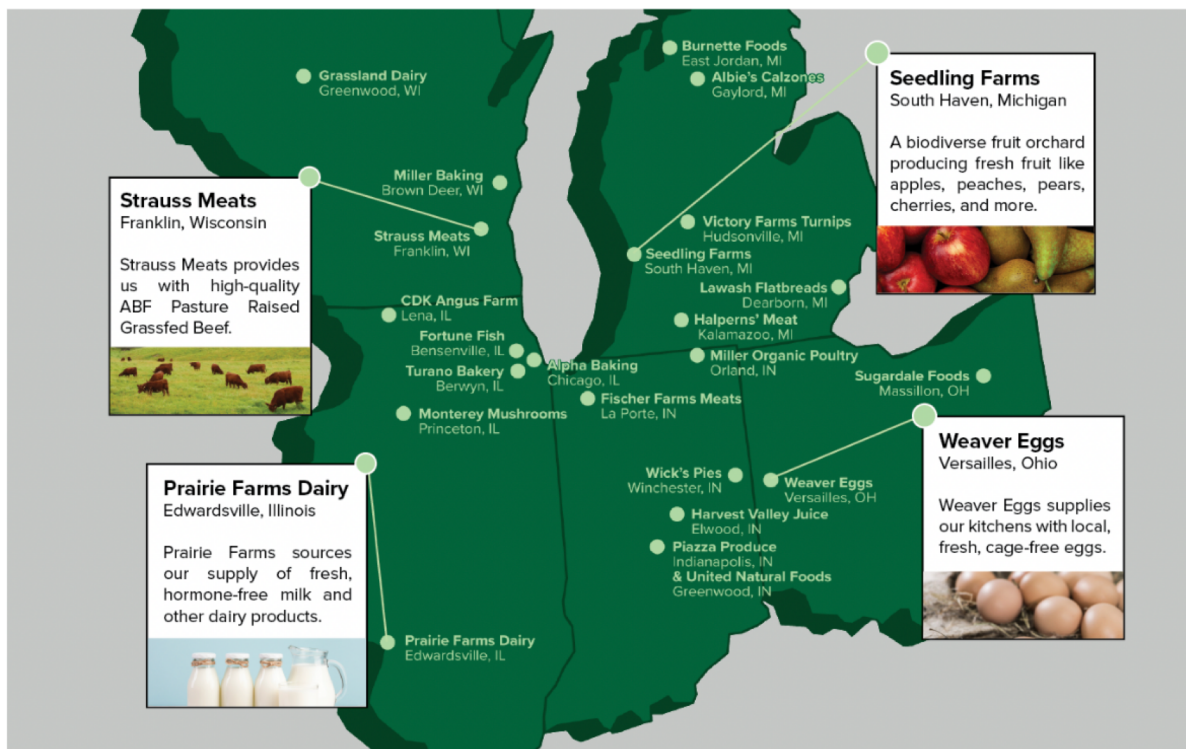 Grassland Dairy
Greenwood, WI
Burnette Foods
East Jordan, MI
Albie's Calzones
Gaylord, MI
Seedling Farms
South Haven, Michigan
A biodiverse fruit orchard
producing fresh fruit like
apples, peaches, pears,
cherries, and more.
Miller Baking
Brown Deer, WI
Strauss Meats
Franklin, Wisconsin
Strauss Meats provides
us with high-quality
ABF Pasture Raised
Grassfed Beef.
Strauss Meats
Franklin, WI
Victory Farms Turnips
Hudsonville, MI
Seedling Farms
South Haven, MI
Lawash Flatbreads
Dearborn, MI
CDK Angus Farm
Lena, IL
Halperns' Meat
Kalamazoo, MI
Fortune Fish
Bensenville, IL
Alpha Baking
Chicago, IL
Turano Bakery
Berwyn, IL
Miller Organic Poultry
Orland, IN
Sugardale Foods
Massillon, OH
Fischer Farms Meats
La Porte, IN
Monterey Mushrooms
Princeton, IL
Weaver Eggs
Versailles, Ohio
Weaver Eggs supplies
our kitchens with local,
fresh, cage-free eggs.
Prairie Farms Dairy
Edwardsville, Illinois
Prairie Farms sources
our supply of fresh,
hormone-free milk and
other dairy products.
Wick's Pies
Winchester, IN
Weaver Eggs
Versailles, OH
Harvest Valley Juice
Elwood, IN
Piazza Produce
Indianapolis, IN
& United Natural Foods
Greenwood, IN
Prairie Farms Dairy
Edwardsville, IL